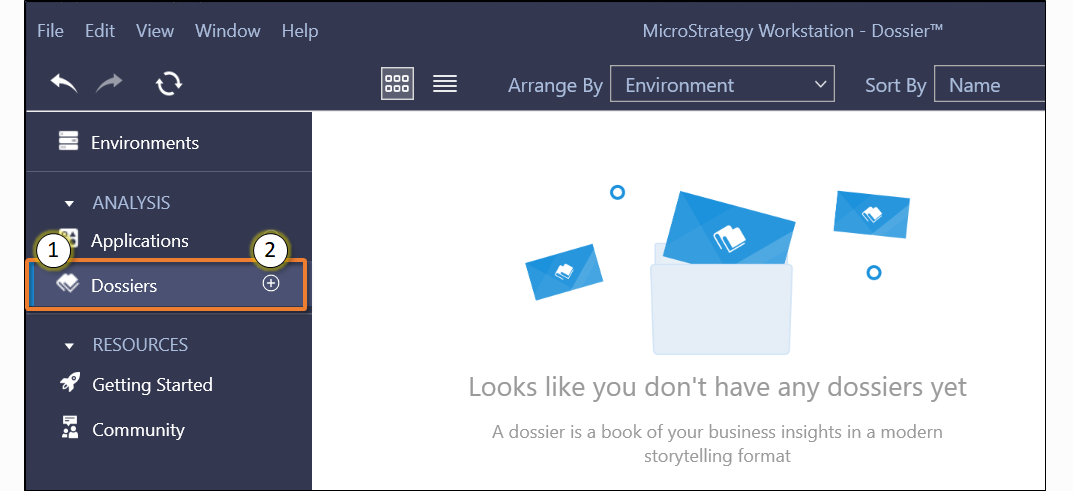 File Edit View Window Help MicroStrategy Workstation - Dossier™
Arrange By Environment Sort By Name
Environments
ANALYSIS
Applications
1 2
Dossiers
RESOURCES
Getting Started
Community
Looks like you don't have any dossiers yet
A dossier is a book of your business insights in a modern
storytelling format